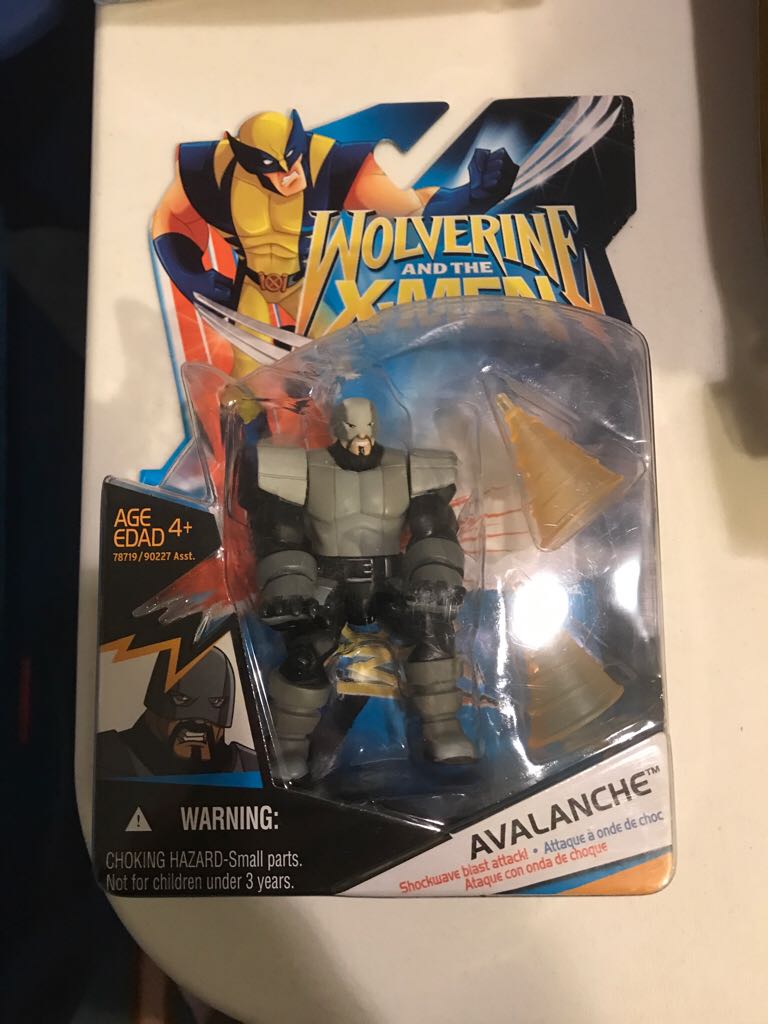 WOLVERINE
AND THE
X-MEN
AGE
EDAD 4+
78719/90227 Asst.
WARNING:
CHOKING HAZARD-Small parts.
Not for children under 3 years.
AVALANCHE™
Shockwave blast attack! • Attaque à onde de choc
Ataque con onda de choque